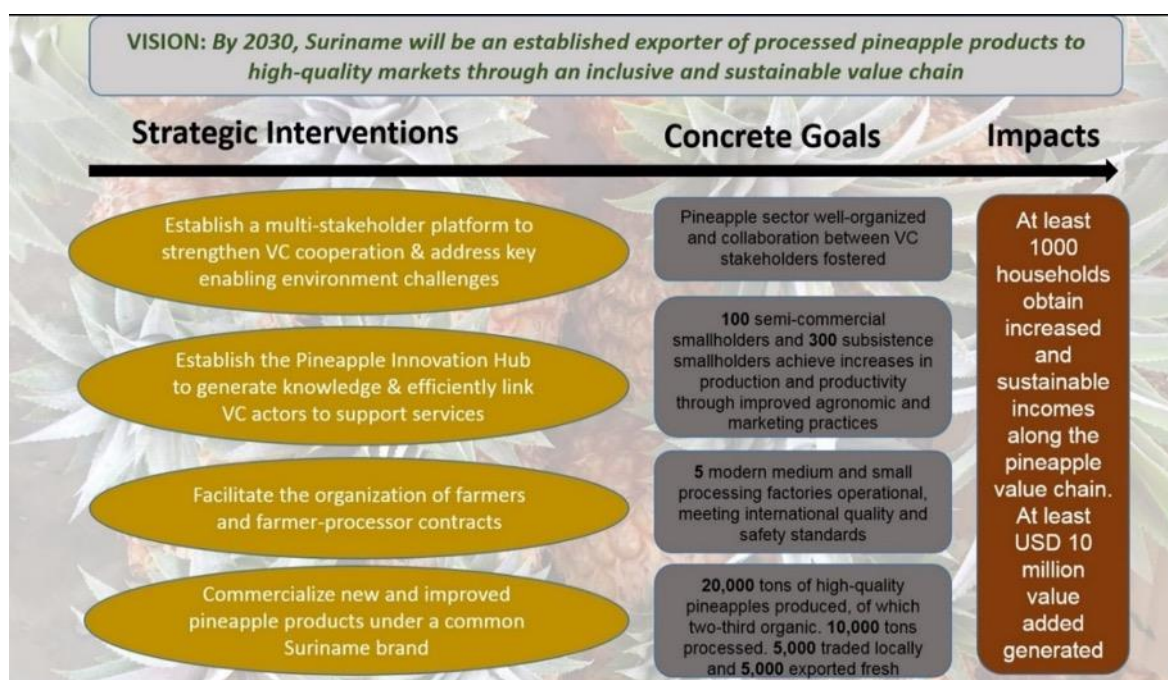 VISION: By 2030, Suriname will be an established exporter of processed pineapple products to
high-quality markets through an inclusive and sustainable value chain
Strategic Interventions
Concrete Goals
Impacts
Establish a multi-stakeholder platform to
strengthen VC cooperation & address key
enabling environment challenges
Establish the Pineapple Innovation Hub
to generate knowledge & efficiently link
VC actors to support services
Facilitate the organization of farmers
and farmer-processor contracts
Commercialize new and improved
pineapple products under a common
Suriname brand
Pineapple sector well-organized
and collaboration between VC
stakeholders fostered
100 semi-commercial
smallholders and 300 subsistence
smallholders achieve increases in
production and productivity
through improved agronomic and
marketing practices
5 modern medium and small
processing factories operational,
meeting international quality and
safety standards
20,000 tons of high-quality
pineapples produced, of which
two-third organic. 10,000 tons
processed. 5,000 traded locally
and 5,000 exported fresh
At least
1000
households
obtain
increased
and
sustainable
incomes
along the
pineapple
value chain.
At least
USD 10
million
value
added
generated